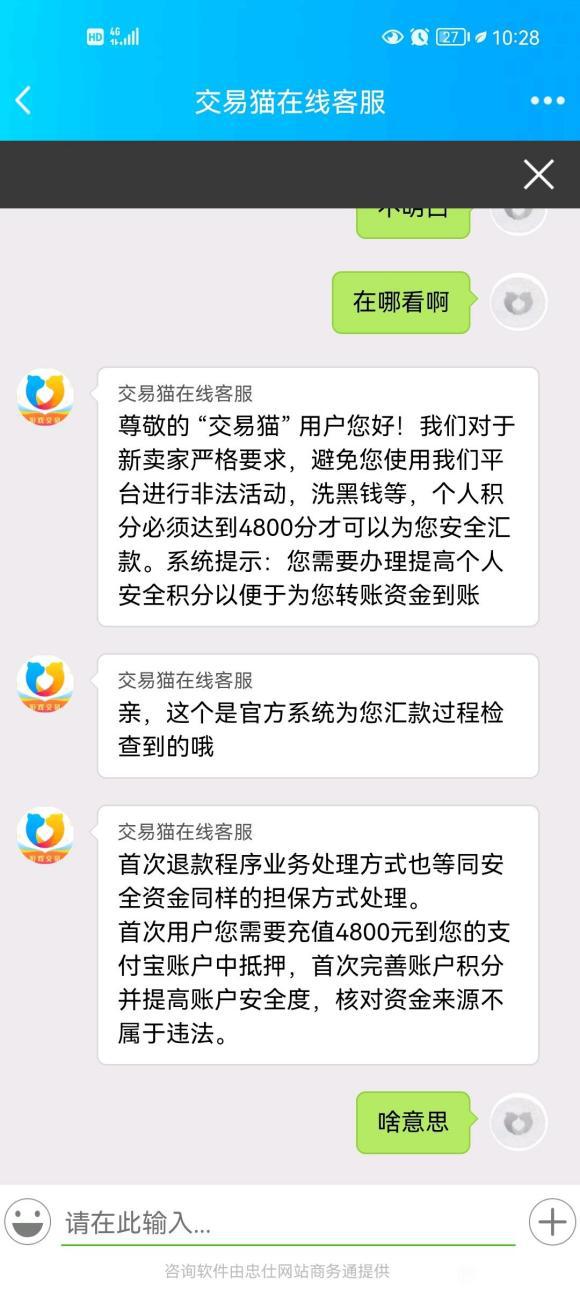 HD 4G 27 10:28
交易猫在线客服
不明白
在哪看啊
交易猫在线客服
尊敬的 “交易猫” 用户您好！我们对于
新卖家严格要求，避免您使用我们平
台进行非法活动，洗黑钱等，个人积
分必须达到4800分才可以为您安全汇
款。系统提示：您需要办理提高个人
安全积分以便于为您转账资金到账
交易猫在线客服
亲，这个是官方系统为您汇款过程检
查到的哦
交易猫在线客服
首次退款程序业务处理方式也等同安
全资金同样的担保方式处理。
首次用户您需要充值4800元到您的支
付宝账户中抵押，首次完善账户积分
并提高账户安全度，核对资金来源不
属于违法。
啥意思
请在此输入...
咨询软件由忠仕网站商务通提供